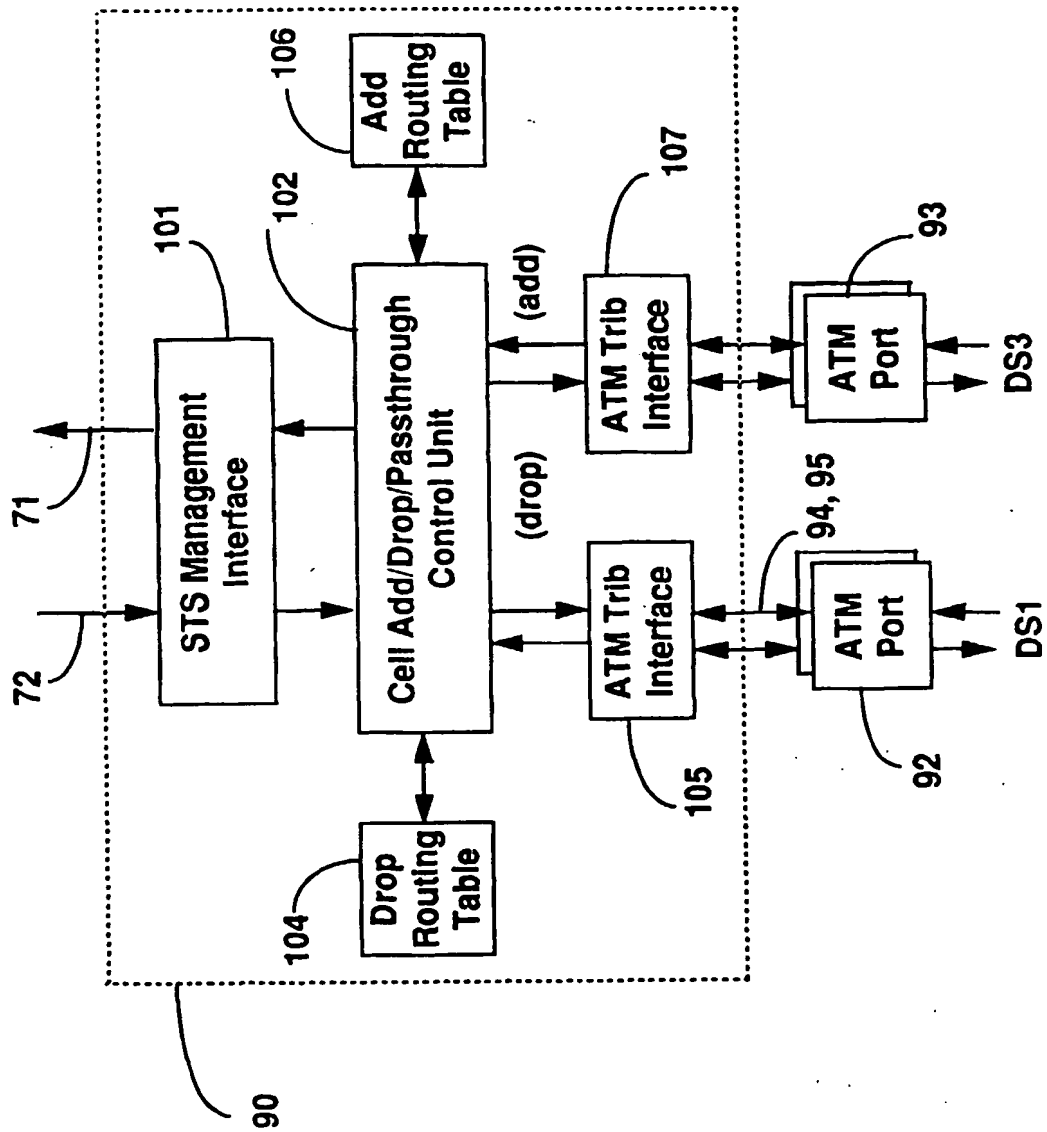 71
72
101
STS Management
Interface
102
106
Add
Routing
Table
Cell Add/Drop/Passthrough
Control Unit
104
Drop
Routing
Table
(drop)
(add)
105
ATM Trib
Interface
107
ATM Trib
Interface
94, 95
92
ATM
Port
93
ATM
Port
DS1
DS3
90